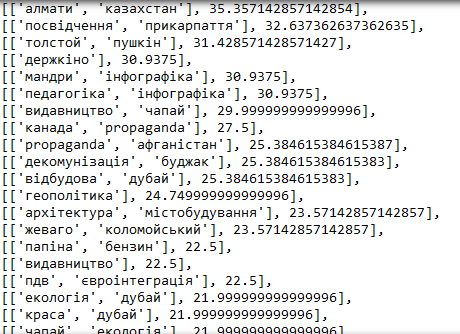 [['алмати', 'казахстан'], 35.357142857142854],
[['посвідчення', 'прикарпаття'], 32.637362637362635],
[['толстой', 'пушкін'], 31.428571428571427],
[['держкіно'], 30.9375],
[['мандри', 'інфографіка'], 30.9375],
[['педагогіка', 'інфографіка'], 30.9375],
[['видавництво', 'чапай'], 29.999999999999996],
[['канада', 'propaganda'], 27.5],
[['propaganda', 'афганістан'], 25.384615384615387],
[['декомунізація', 'буджак'], 25.384615384615383],
[['відбудова', 'дубай'], 25.384615384615383],
[['геополітика'], 24.749999999999996],
[['архітектура', 'містобудування'], 23.57142857142857],
[['жеваго', 'коломойський'], 23.57142857142857],
[['папіна', 'бензин'], 22.5],
[['видавництво'], 22.5],
[['пдв', 'євроінтеграція'], 22.5],
[['екологія', 'дубай'], 21.999999999999996],
[['краса', 'дубай'], 21.999999999999996],
[['чапай', 'екологія'], 21.999999999999996],